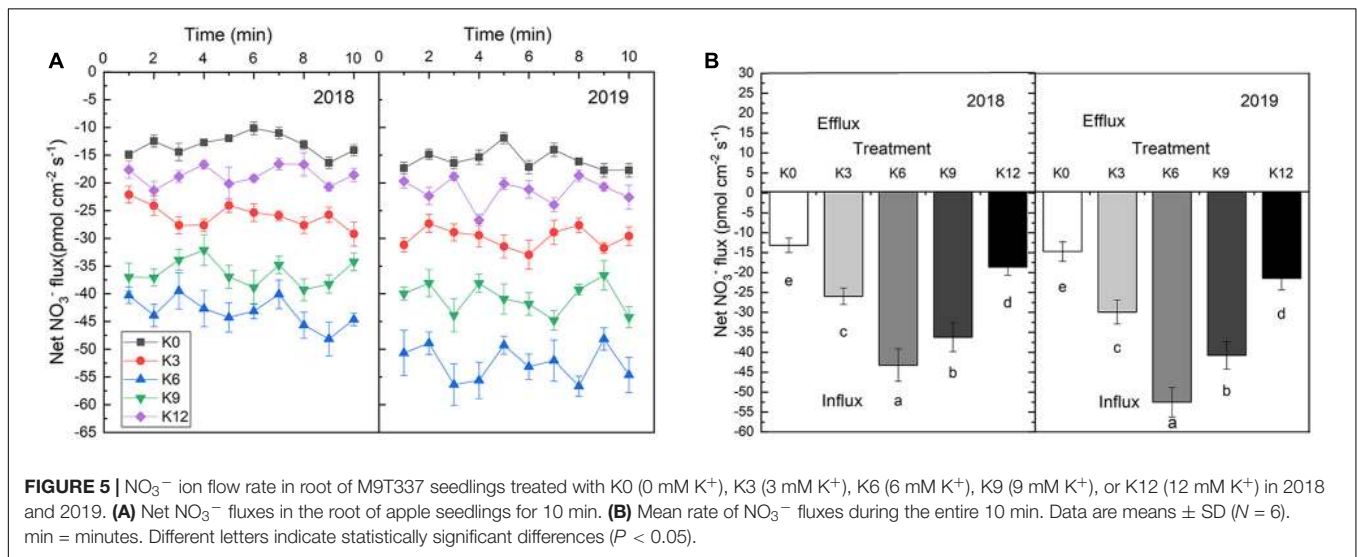 Time (min)
Time (min)
A
0 2 4 6 8 10
0 2 4 6 8 10
Net NO₃⁻ flux(pmol cm⁻² s⁻¹)
0
-5
-10
-15
-20
-25
-30
-35
-40
-45
-50
-55
-60
-65
2018
2019
K0
K3
K6
K9
K12
B
Net NO₃⁻ flux (pmol cm⁻² s⁻¹)
30
25
20
15
10
5
0
-5
-10
-15
-20
-25
-30
-35
-40
-45
-50
-55
-60
2018
Efflux
Treatment
K0 K3 K6 K9 K12
e c a b d
Influx
2019
Efflux
Treatment
K0 K3 K6 K9 K12
e c a b d
Influx
FIGURE 5 | NO₃⁻ ion flow rate in root of M9T337 seedlings treated with K0 (0 mM K⁺), K3 (3 mM K⁺), K6 (6 mM K⁺), K9 (9 mM K⁺), or K12 (12 mM K⁺) in 2018
and 2019. (A) Net NO₃⁻ fluxes in the root of apple seedlings for 10 min. (B) Mean rate of NO₃⁻ fluxes during the entire 10 min. Data are means ± SD (N = 6).
min = minutes. Different letters indicate statistically significant differences (P < 0.05).